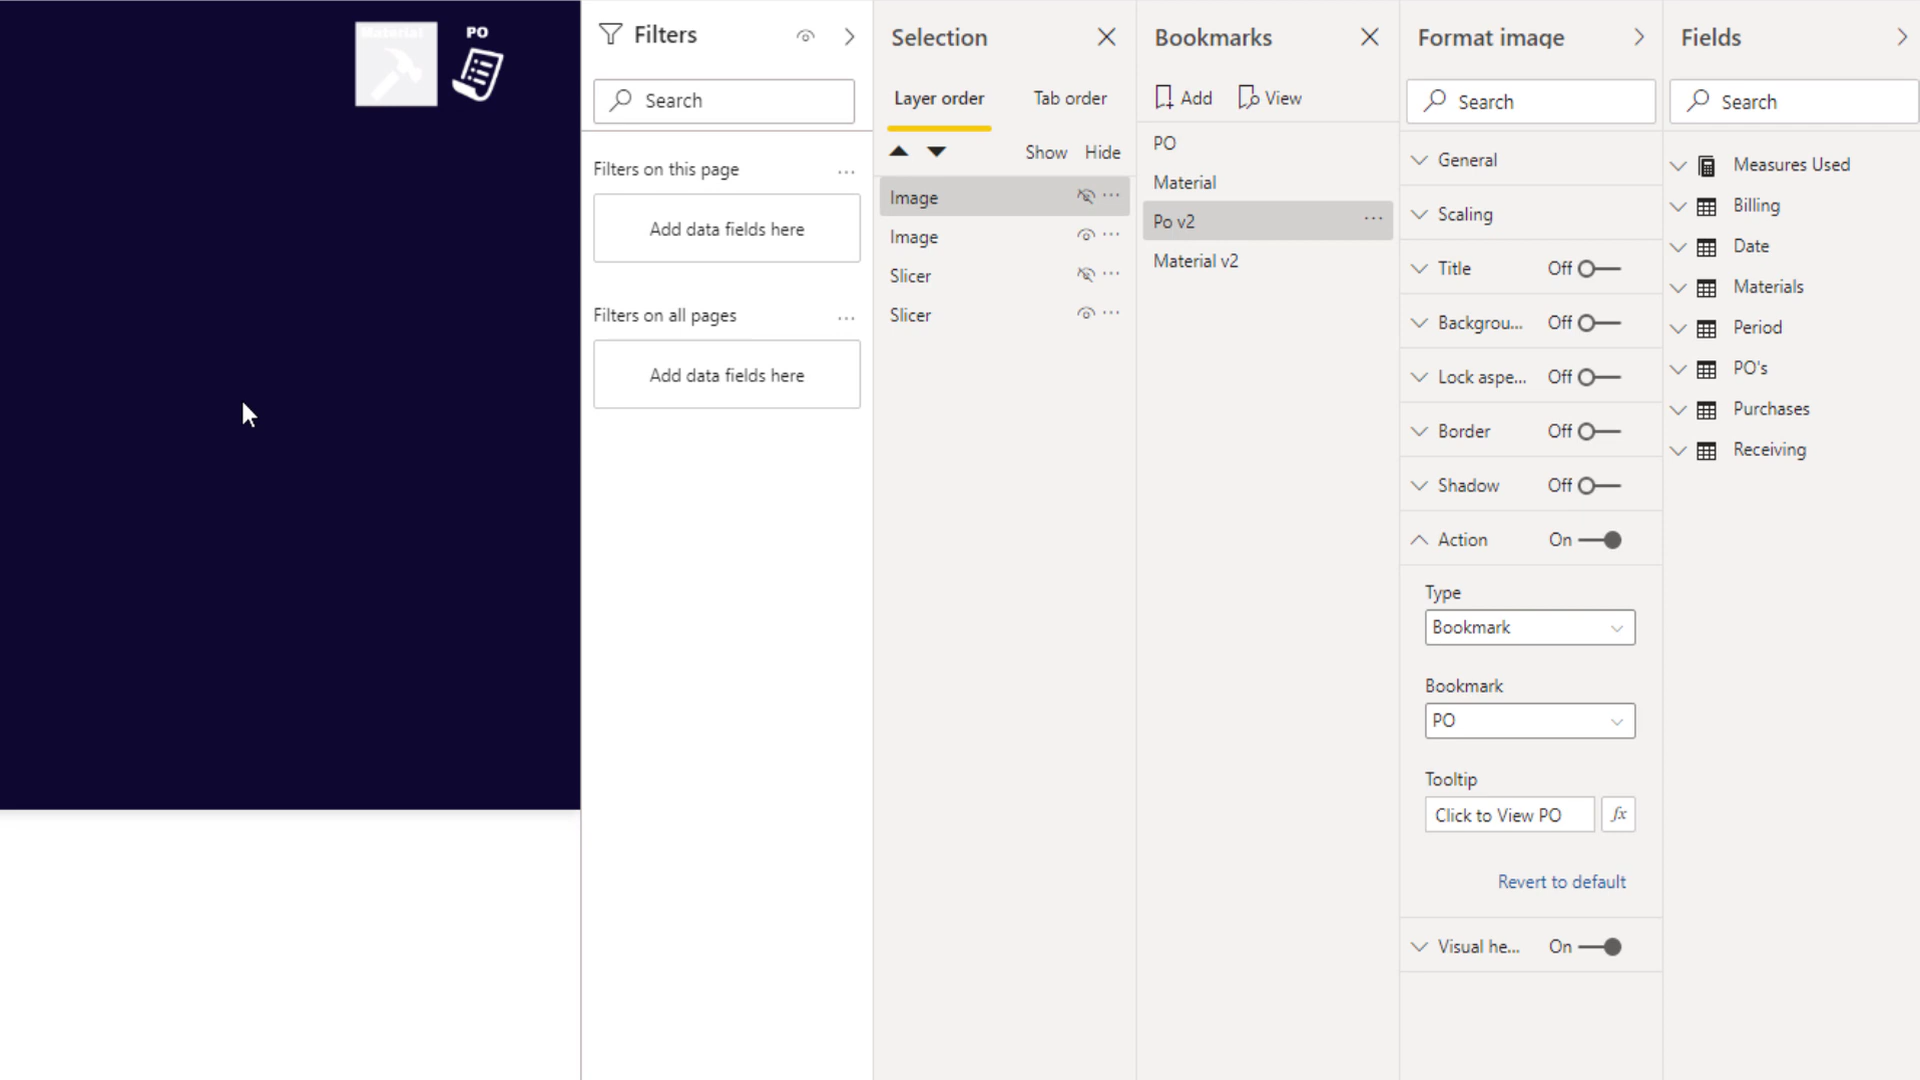 Material
PO
Filters
Search
Filters on this page
...
Add data fields here
Filters on all pages
...
Add data fields here
Selection
Layer order
Tab order
Show
Hide
Image
...
Image
...
Slicer
...
Slicer
...
Bookmarks
Add
View
PO
Material
Po v2
...
Material v2
Format image
Search
General
Scaling
Title
Off
Backgrou...
Off
Lock aspe...
Off
Border
Off
Shadow
Off
Action
On
Type
Bookmark
Bookmark
PO
Tooltip
Click to View PO
fx
Revert to default
Visual he...
On
Fields
Search
Measures Used
Billing
Date
Materials
Period
PO's
Purchases
Receiving